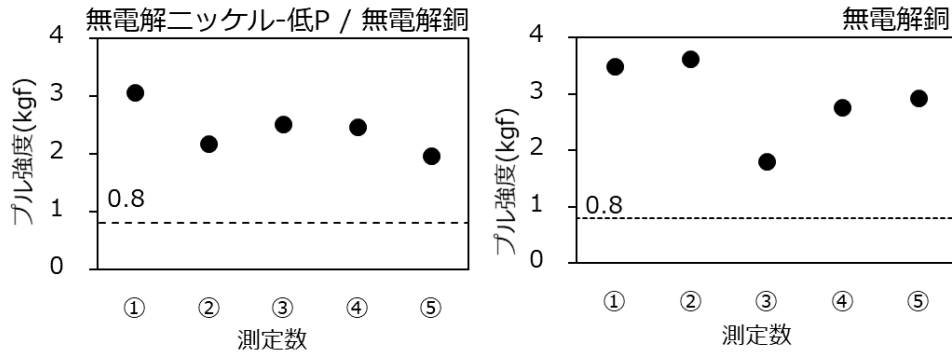 無電解ニッケル-低P / 無電解銅
プル強度(kgf)
4
3
2
1
0
0.8
① ② ③ ④ ⑤
測定数
無電解銅
プル強度(kgf)
4
3
2
1
0
0.8
① ② ③ ④ ⑤
測定数